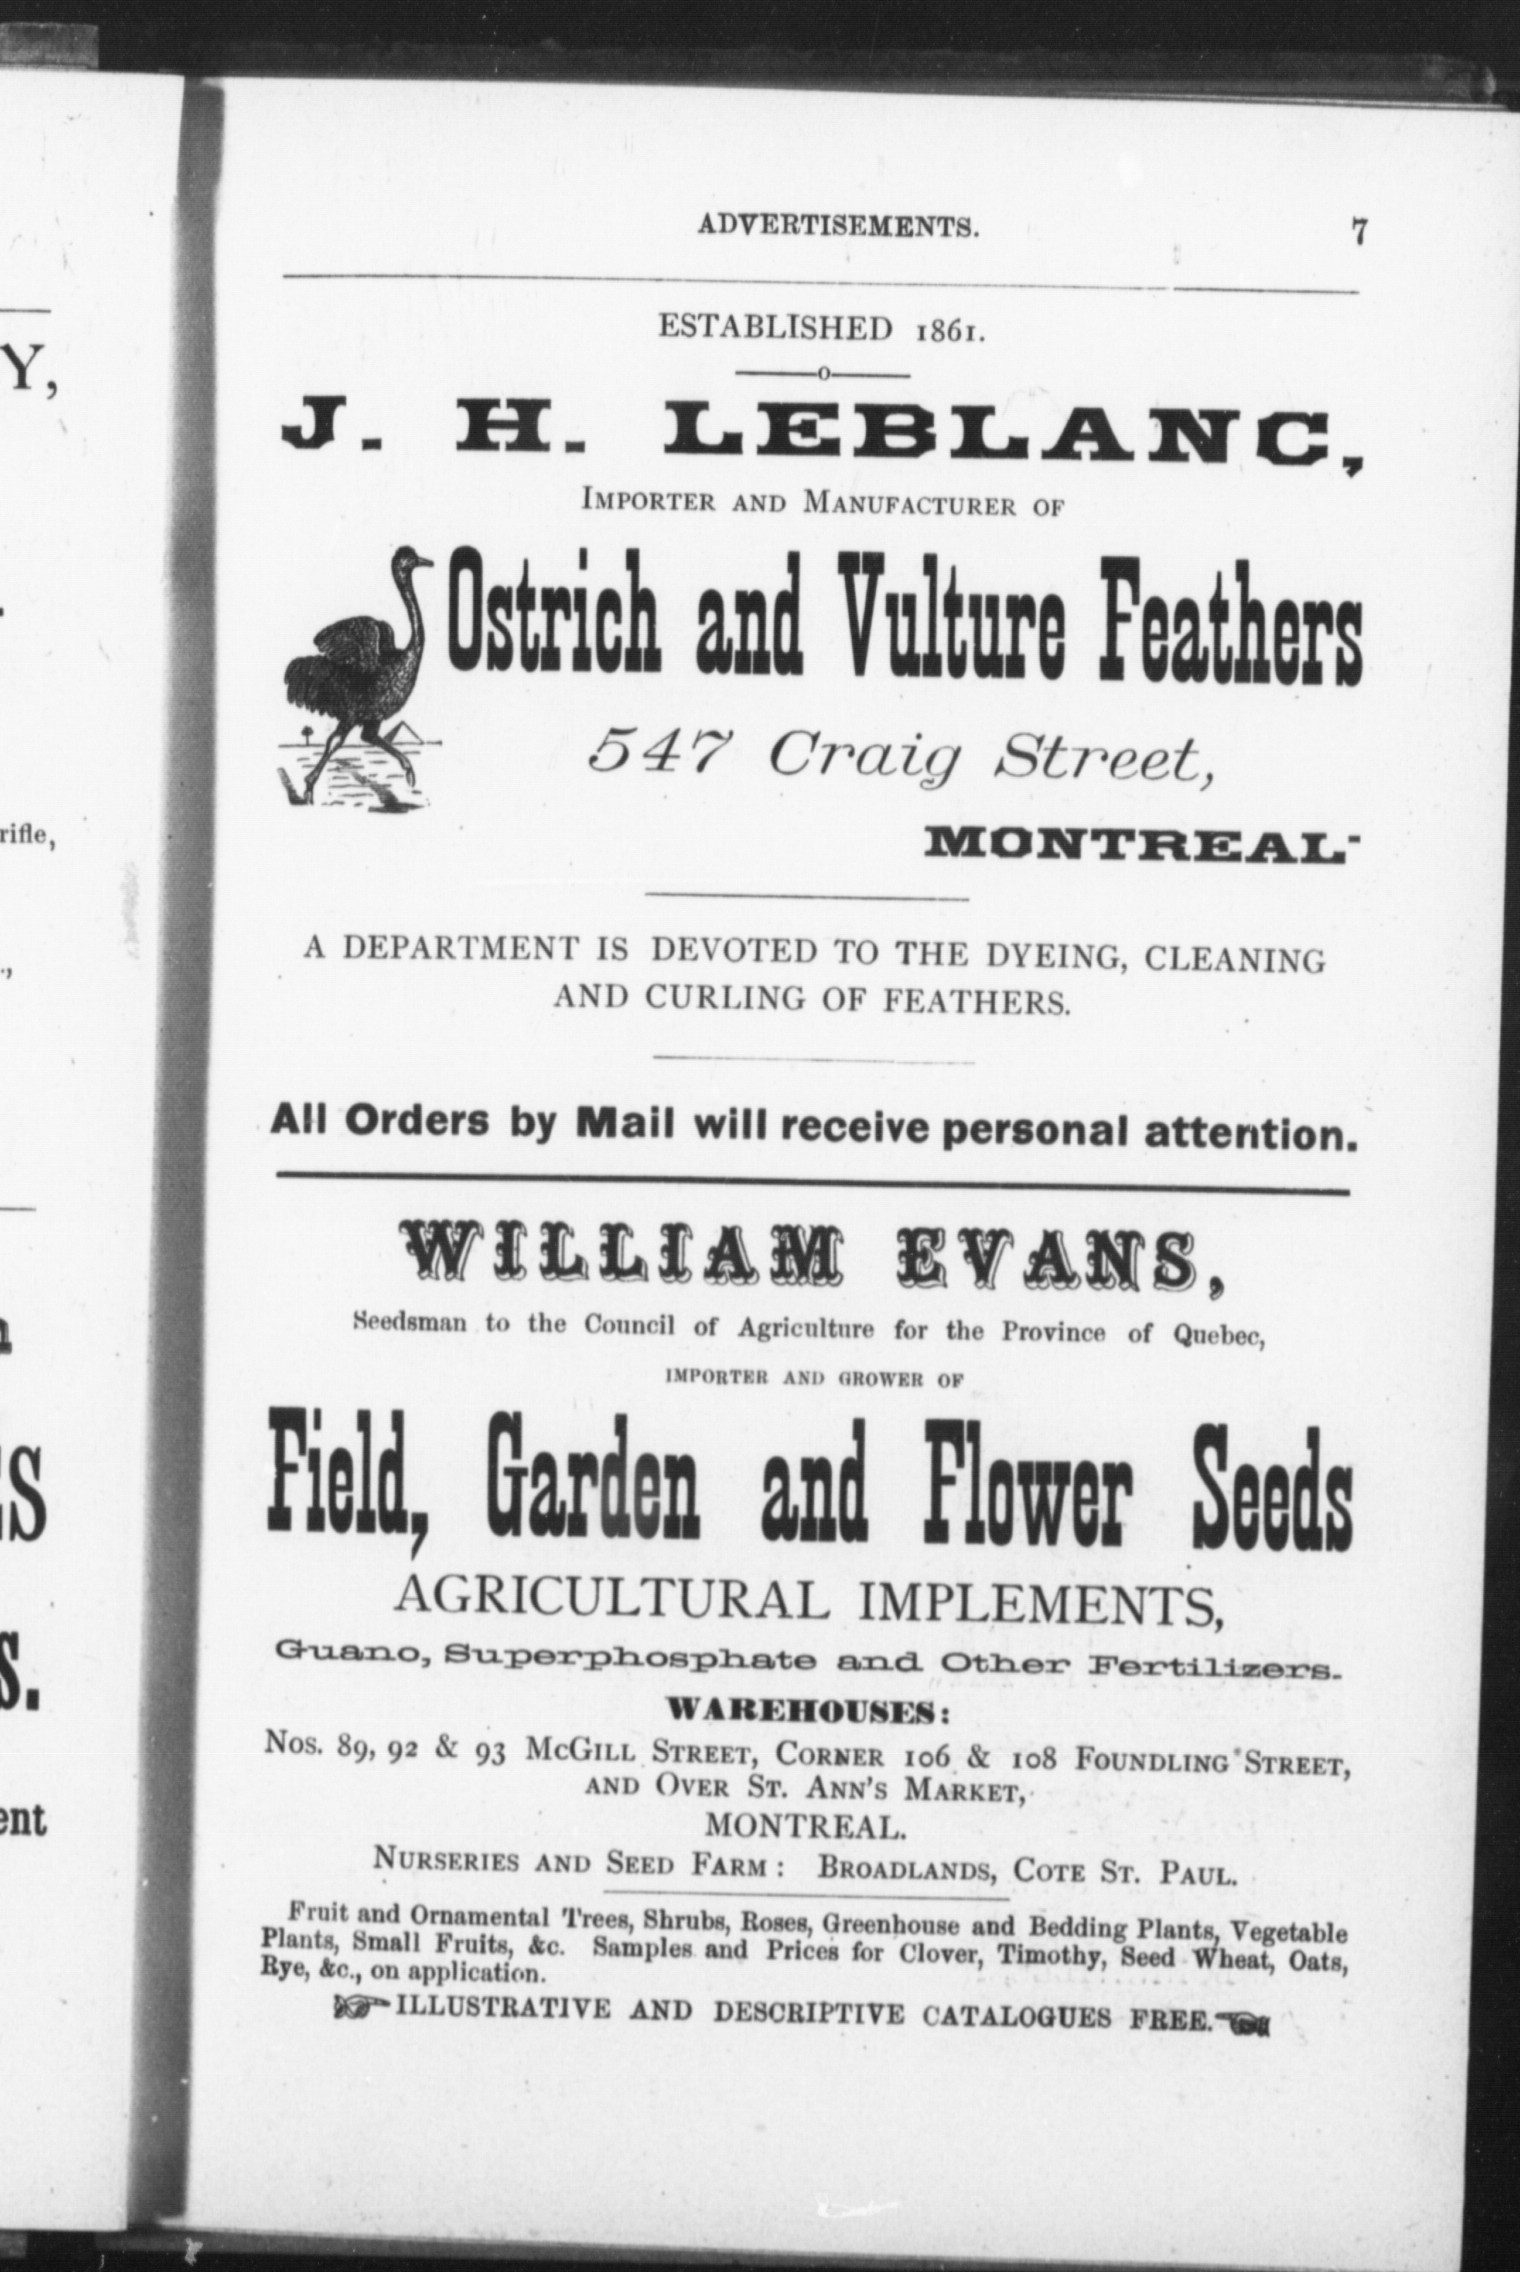 ADVERTISEMENTS. 7
ESTABLISHED 1861.
J. H. LEBLANC,
IMPORTER AND MANUFACTURER OF
Ostrich and Vulture Feathers
547 Craig Street,
MONTREAL-
A DEPARTMENT IS DEVOTED TO THE DYEING, CLEANING
AND CURLING OF FEATHERS.
All Orders by Mail will receive personal attention.
WILLIAM EVANS,
Seedsman to the Council of Agriculture for the Province of Quebec,
IMPORTER AND GROWER OF
Field, Garden and Flower Seeds
AGRICULTURAL IMPLEMENTS,
Guano, Superphosphate and Other Fertilizers.
WAREHOUSES:
NOS. 89, 92 & 93 MCGILL STREET, CORNER 106 & 108 FOUNDLING STREET,
AND OVER ST. ANN'S MARKET,
MONTREAL.
NURSERIES AND SEED FARM: BROADLANDS, COTE ST. PAUL.
Fruit and Ornamental Trees, Shrubs, Roses, Greenhouse and Bedding Plants, Vegetable
Plants, Small Fruits, &c. Samples and Prices for Clover, Timothy, Seed Wheat, Oats,
Rye, &c., on application.
ILLUSTRATIVE AND DESCRIPTIVE CATALOGUES FREE.